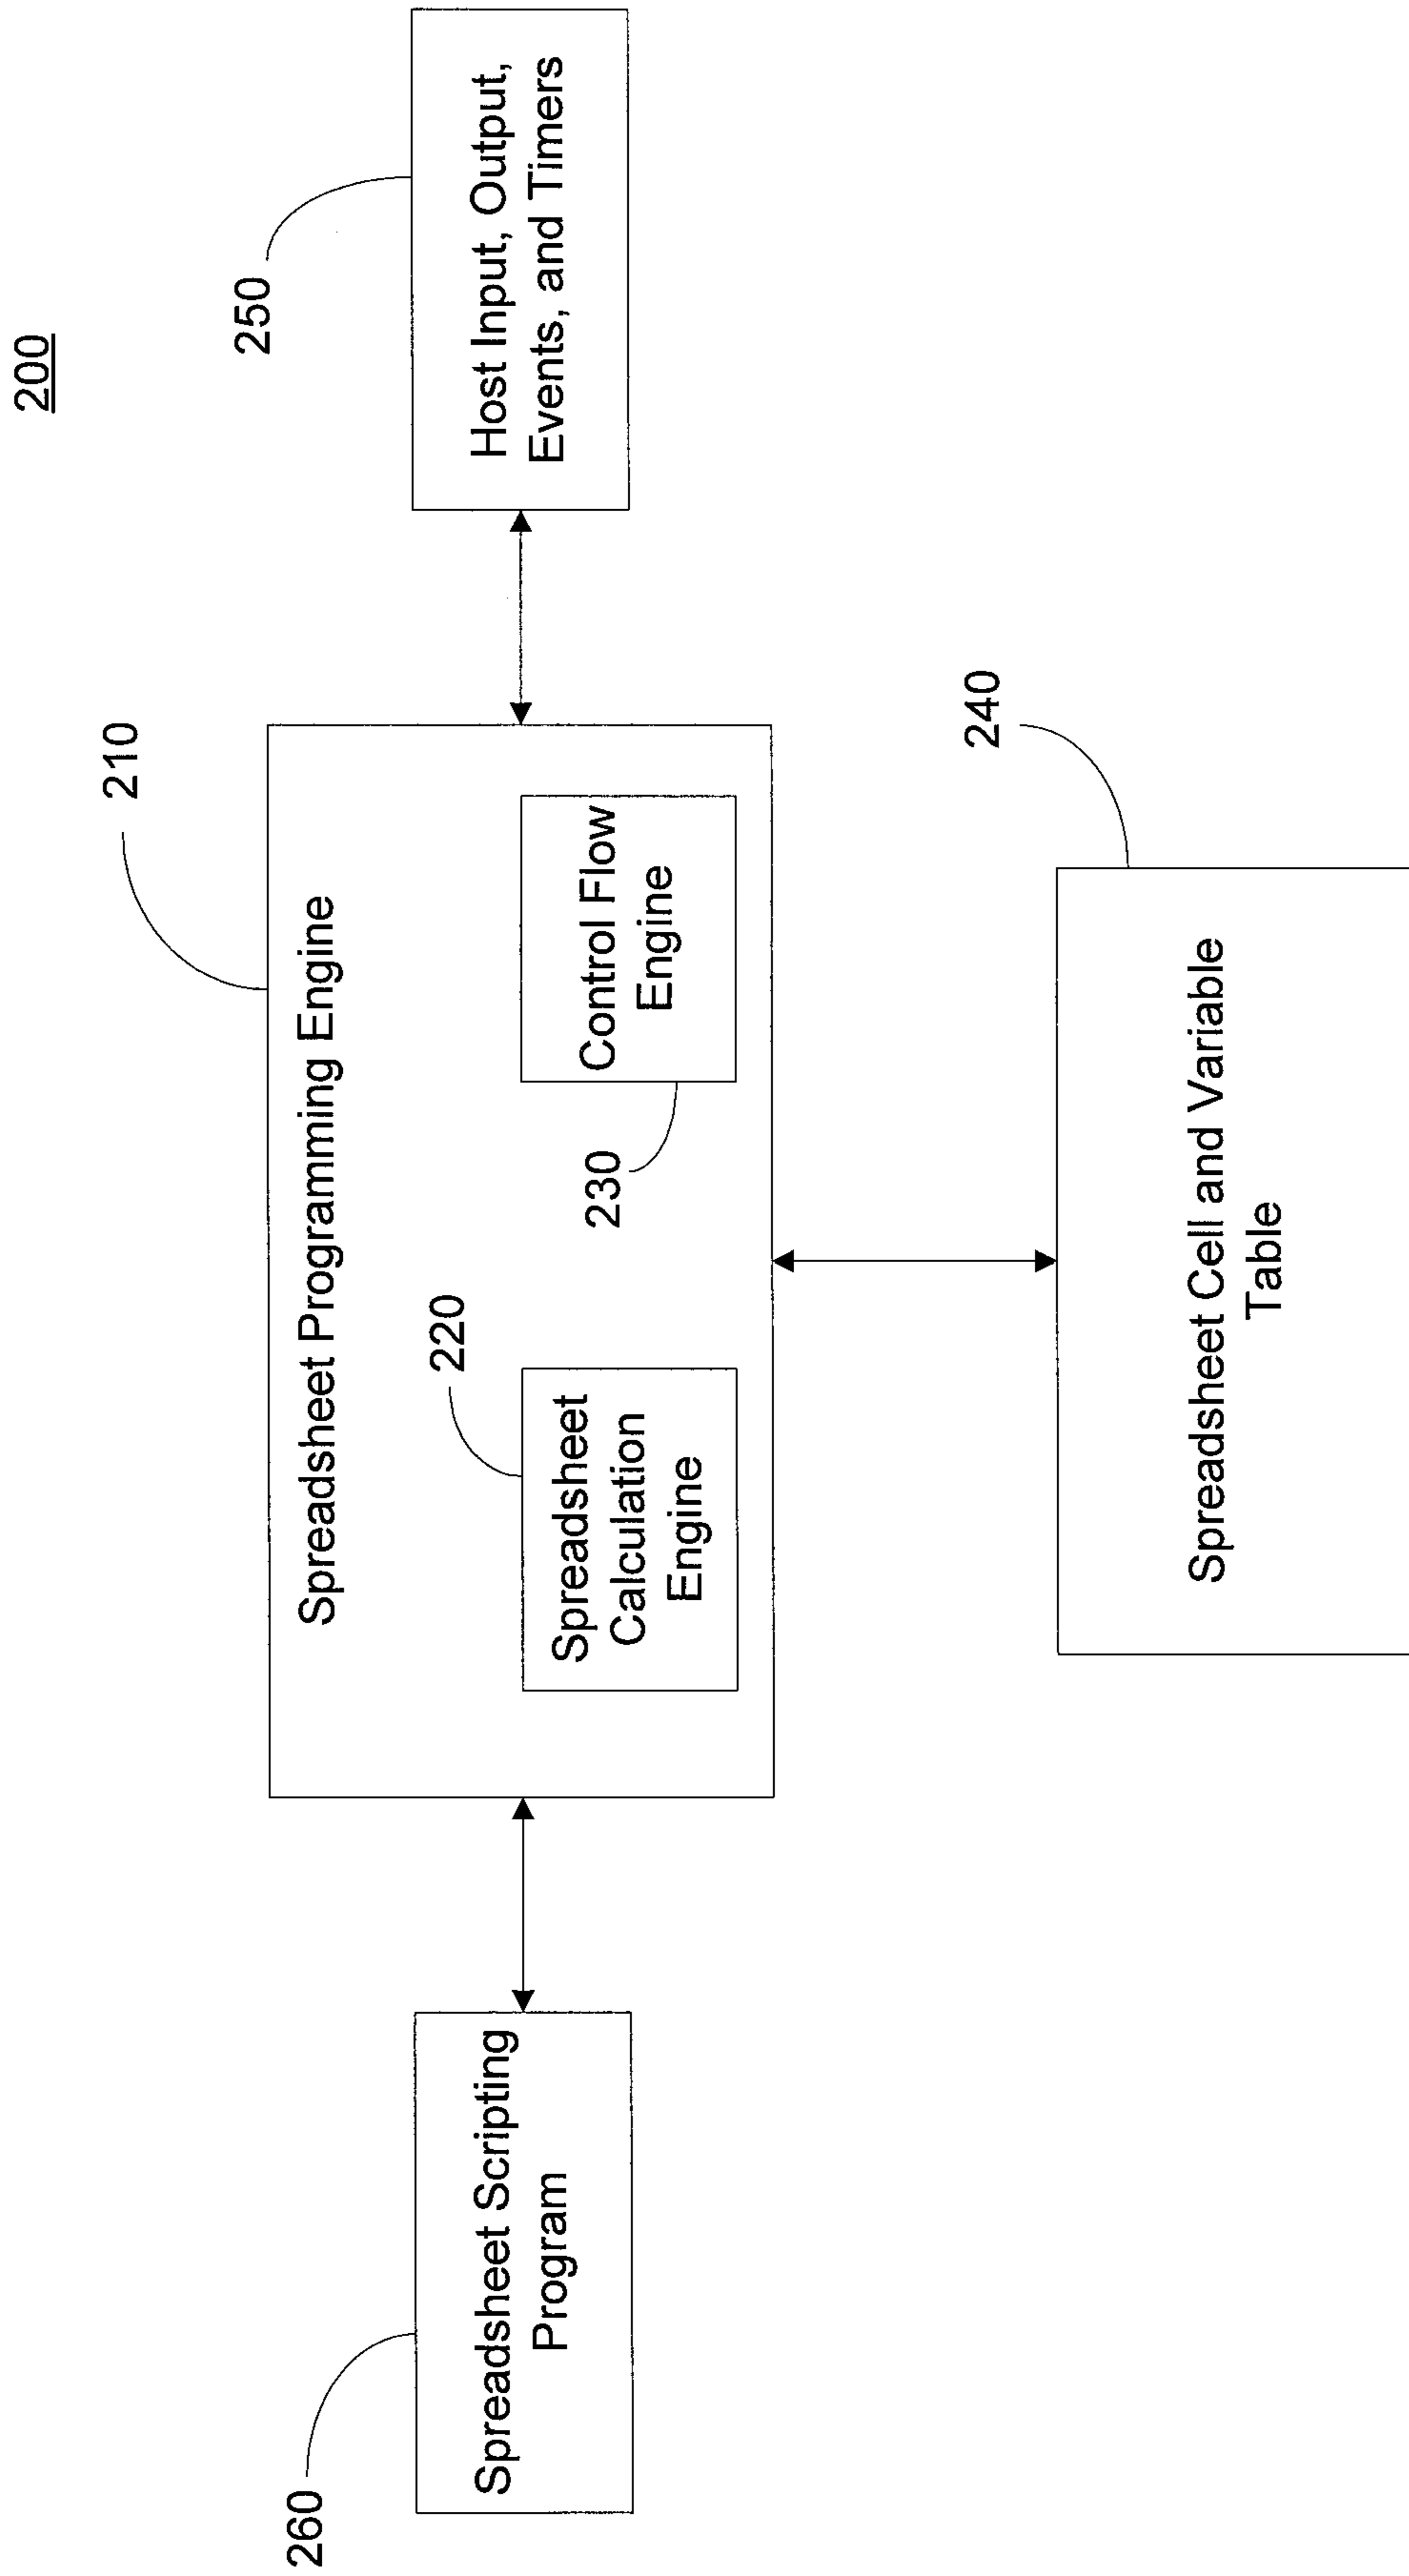 200
210
Spreadsheet Programming Engine
260
Spreadsheet Scripting
Program
220
Spreadsheet
Calculation
Engine
230
Control Flow
Engine
250
Host Input, Output,
Events, and Timers
240
Spreadsheet Cell and Variable
Table